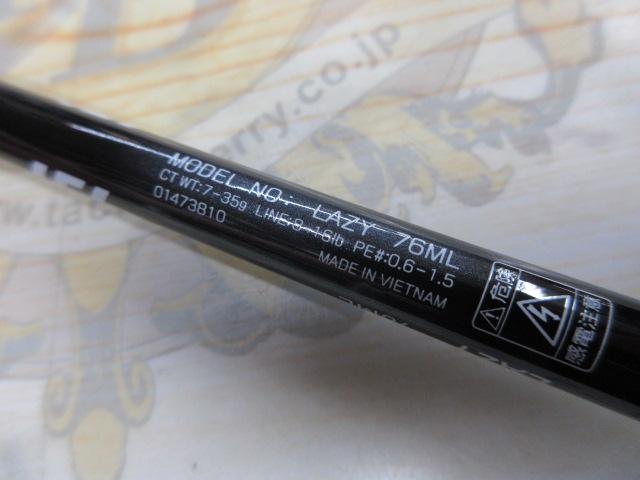 MODEL NO.: LAZY 76ML
CT WT:7-35g LINE:8-16lb PE#:0.6-1.5
01473810 MADE IN VIETNAM
危険
感電注意